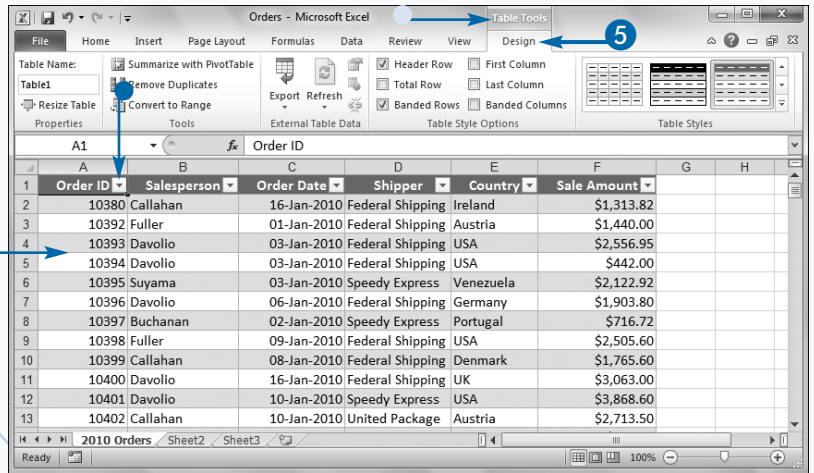 Orders - Microsoft Excel
Table Tools
File Home Insert Page Layout Formulas Data Review View Design 5
Table Name: Summarize with PivotTable Header Row First Column
Table1 Remove Duplicates Export Refresh Total Row Last Column
Resize Table Convert to Range Banded Rows Banded Columns
Properties Tools External Table Data Table Style Options Table Styles
A1 fx Order ID
A B C D E F G H
1 Order ID Salesperson Order Date Shipper Country Sale Amount
2 10380 Callahan 16-Jan-2010 Federal Shipping Ireland $1,313.82
3 10392 Fuller 01-Jan-2010 Federal Shipping Austria $1,440.00
4 10393 Davolio 03-Jan-2010 Federal Shipping USA $2,556.95
5 10394 Davolio 03-Jan-2010 Federal Shipping USA $442.00
6 10395 Suyama 03-Jan-2010 Speedy Express Venezuela $2,122.92
7 10396 Davolio 06-Jan-2010 Federal Shipping Germany $1,903.80
8 10397 Buchanan 02-Jan-2010 Speedy Express Portugal $716.72
9 10398 Fuller 09-Jan-2010 Federal Shipping USA $2,505.60
10 10399 Callahan 08-Jan-2010 Federal Shipping Denmark $1,765.60
11 10400 Davolio 16-Jan-2010 Federal Shipping UK $3,063.00
12 10401 Davolio 10-Jan-2010 Speedy Express USA $3,868.60
13 10402 Callahan 10-Jan-2010 United Package Austria $2,713.50
2010 Orders Sheet2 Sheet3
Ready 100%